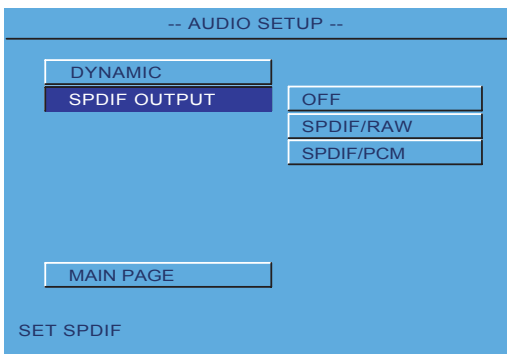 -- AUDIO SETUP --
DYNAMIC
SPDIF OUTPUT
OFF
SPDIF/RAW
SPDIF/PCM
MAIN PAGE
SET SPDIF